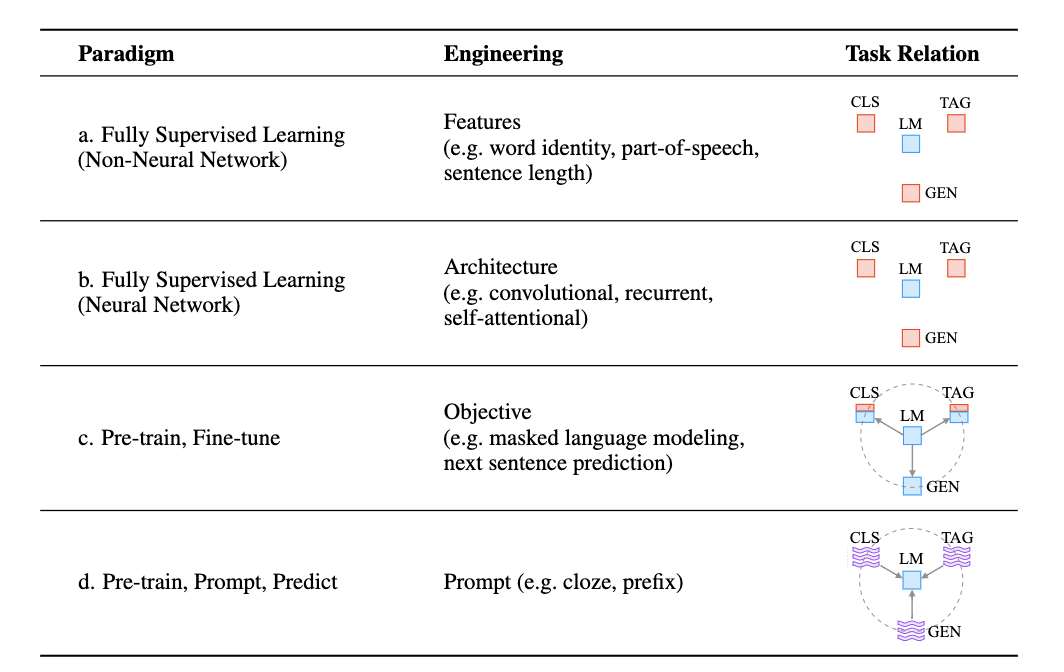 Paradigm Engineering Task Relation
a. Fully Supervised Learning
(Non-Neural Network)
Features
(e.g. word identity, part-of-speech,
sentence length)
CLS TAG
LM
GEN
b. Fully Supervised Learning
(Neural Network)
Architecture
(e.g. convolutional, recurrent,
self-attentional)
CLS TAG
LM
GEN
c. Pre-train, Fine-tune
Objective
(e.g. masked language modeling,
next sentence prediction)
CLS TAG
LM
GEN
d. Pre-train, Prompt, Predict
Prompt (e.g. cloze, prefix)
CLS TAG
LM
GEN